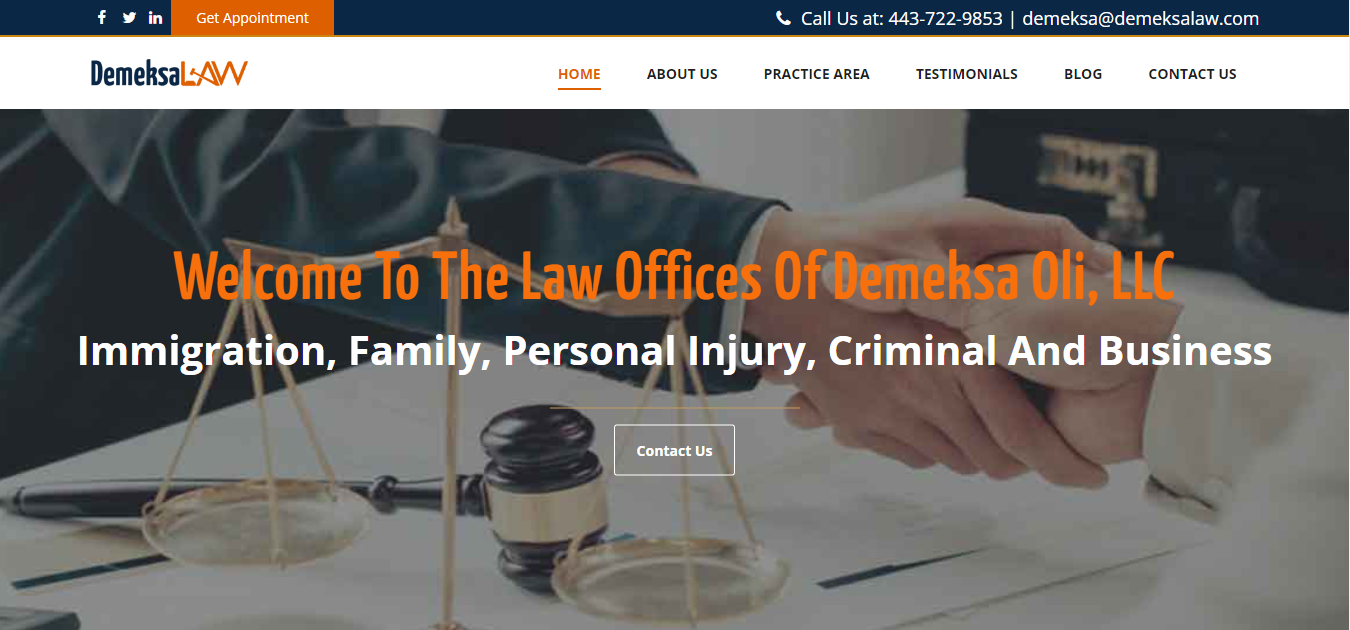 Get Appointment
Call Us at: 443-722-9853 | demeksa@demeksalaw.com
DemeksaLAW
HOME ABOUT US PRACTICE AREA TESTIMONIALS BLOG CONTACT US
Welcome To The Law Offices Of Demeksa Oli, LLC
Immigration, Family, Personal Injury, Criminal And Business
Contact Us